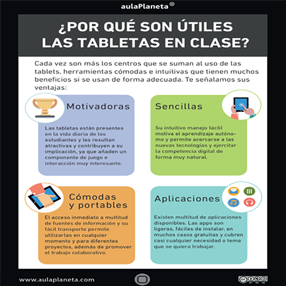 aulaPlaneta
¿POR QUÉ SON ÚTILES
LAS TABLETAS EN CLASE?
Cada vez son más los centros que se suman al uso de las
tablets, herramientas cómodas e intuitivas que tienen muchos
beneficios si se usan de forma adecuada. Te señalamos sus
ventajas:
Motivadoras
Las tabletas están presentes
en la vida diaria de los
estudiantes y les resultan
atractivas y contribuyen a su
implicación, ya que añaden un
componente de juego e
interacción muy interesante.
Sencillas
Su intuitivo manejo táctil
motiva el aprendizaje autóno-
mo y permite acercarse a las
nuevas tecnologías y ejercitar
la competencia digital de
forma muy natural.
Cómodas
y portables
El acceso inmediato a multitud
de fuentes de información y su
fácil transporte permite
utilizarlas en cualquier
momento y para diferentes
proyectos, además de promover
el trabajo colaborativo.
Aplicaciones
Existen multitud de aplicaciones
disponibles. Las apps son
ligeras, fáciles de instalar, en
muchos casos gratuitas y cubren
casi cualquier necesidad o tema
que se quiera trabajar.
www.aulaplaneta.com